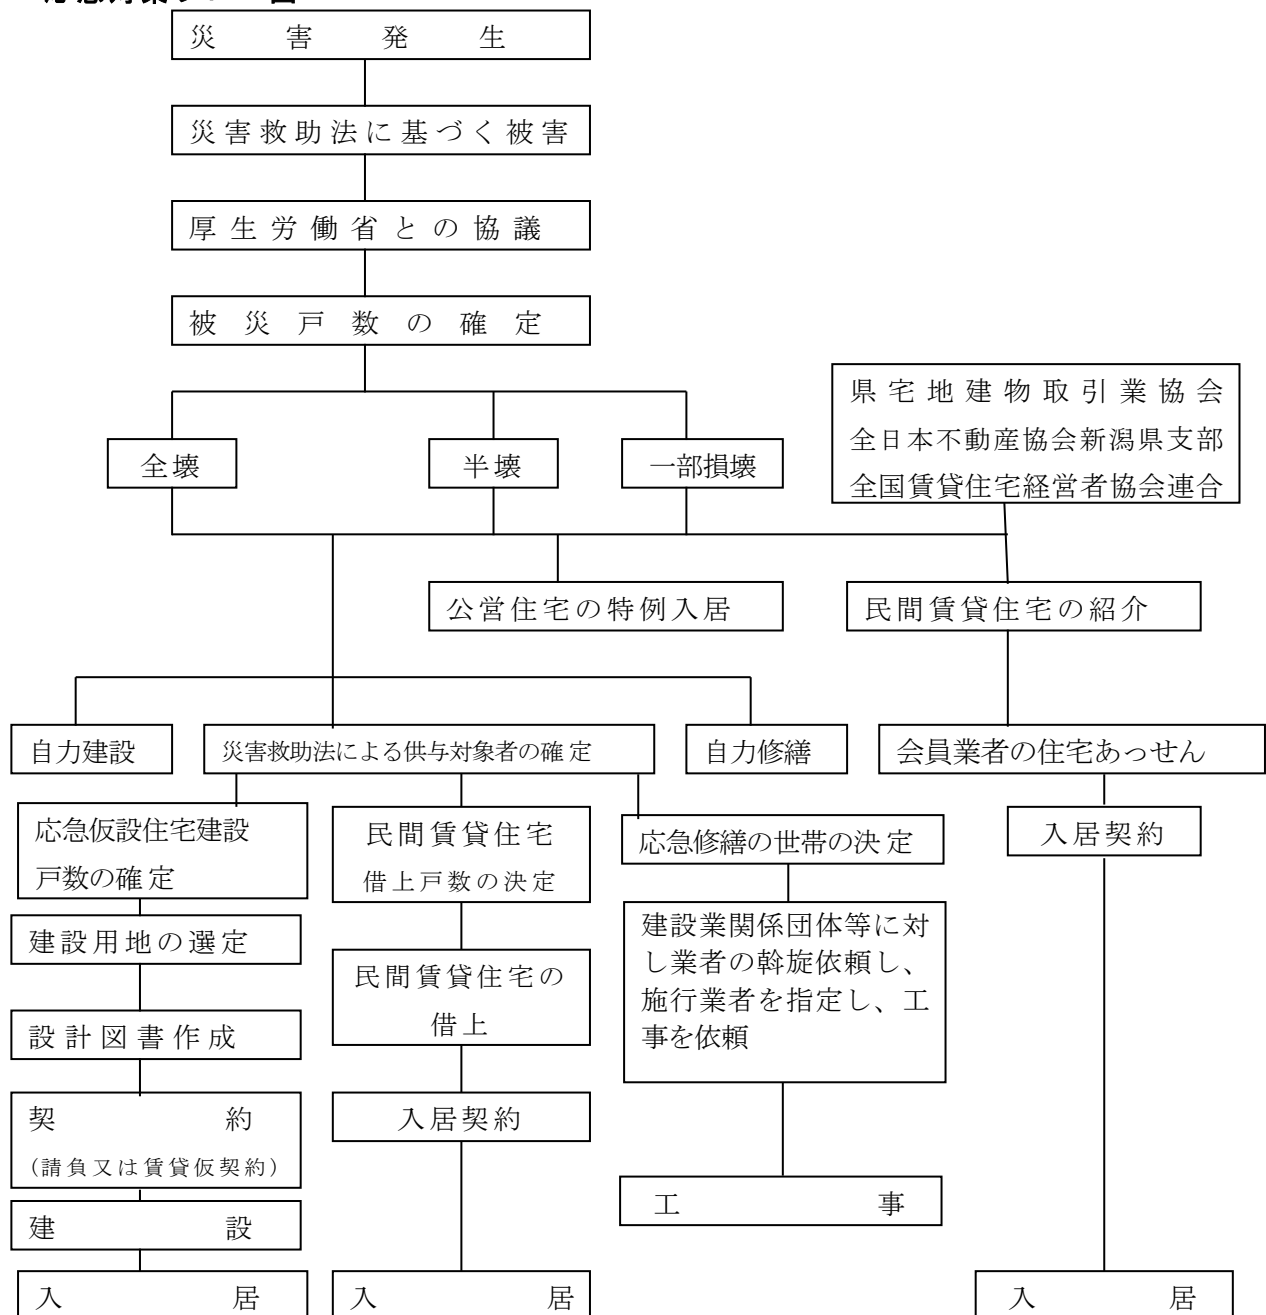 災害発生
災害救助法に基づく被害
厚生労働省との協議
被災戸数の確定
県宅地建物取引業協会
全日本不動産協会新潟県支部
全国賃貸住宅経営者協会連合
全壊
半壊
一部損壊
公営住宅の特例入居
民間賃貸住宅の紹介
自力建設
災害救助法による供与対象者の確定
自力修繕
会員業者の住宅あっせん
応急仮設住宅建設
戸数の確定
民間賃貸住宅
借上戸数の決定
応急修繕の世帯の決定
入居契約
建設用地の選定
民間賃貸住宅の
借上
建設業関係団体等に対
し業者の斡旋依頼し、
施行業者を指定し、工
事を依頼
設計図書作成
契約
(請負又は賃貸仮契約)
入居契約
工事
建設
入居
入居
入居